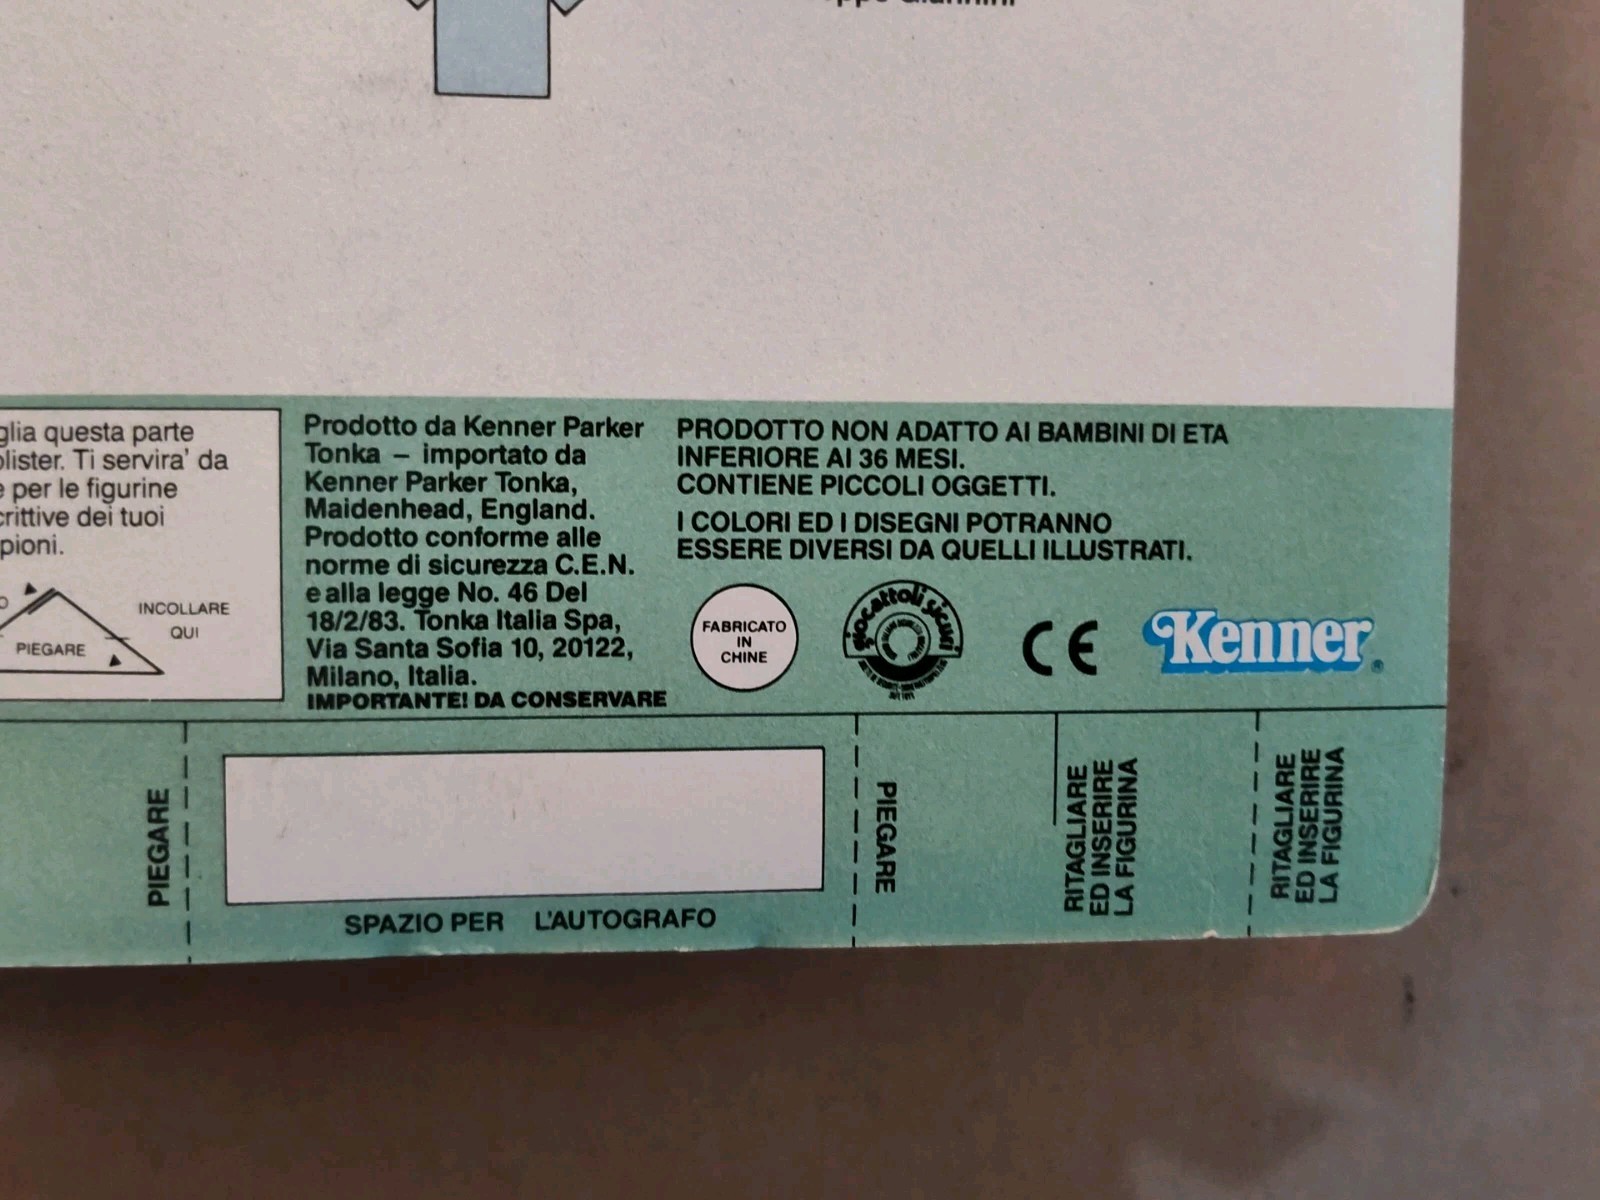 Giannini
glia questa parte
blister. Ti servira' da
e per le figurine
crittive dei tuoi
pioni.
INCOLLARE
QUI
PIEGARE
Prodotto da Kenner Parker
Tonka – importato da
Kenner Parker Tonka,
Maidenhead, England.
Prodotto conforme alle
norme di sicurezza C.E.N.
e alla legge No. 46 Del
18/2/83. Tonka Italia Spa,
Via Santa Sofia 10, 20122,
Milano, Italia.
IMPORTANTE! DA CONSERVARE
PRODOTTO NON ADATTO AI BAMBINI DI ETA
INFERIORE AI 36 MESI.
CONTIENE PICCOLI OGGETTI.
I COLORI ED I DISEGNI POTRANNO
ESSERE DIVERSI DA QUELLI ILLUSTRATI.
FABRICATO
IN
CHINE
giocattoli sicuri
CE
Kenner®
PIEGARE
SPAZIO PER L'AUTOGRAFO
PIEGARE
RITAGLIARE
ED INSERIRE
LA FIGURINA
RITAGLIARE
ED INSERIRE
LA FIGURINA